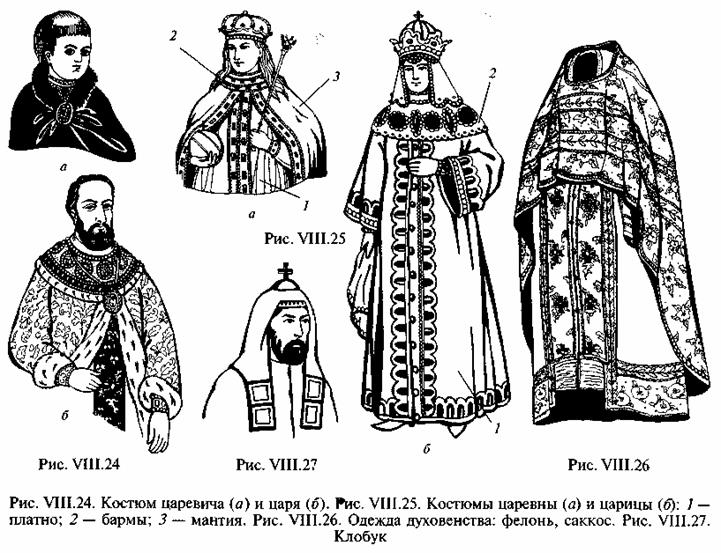 2
3
а
а
1
Рис. VIII.25
2
б
1
б
Рис. VIII.24
Рис. VIII.27
Рис. VIII.26
Рис. VIII.24. Костюм царевича (а) и царя (б). Рис. VIII.25. Костюмы царевны (а) и царицы (б): 1 —
платно; 2 — бармы; 3 — мантия. Рис. VIII.26. Одежда духовенства: фелонь, саккос. Рис. VIII.27.
Клобук